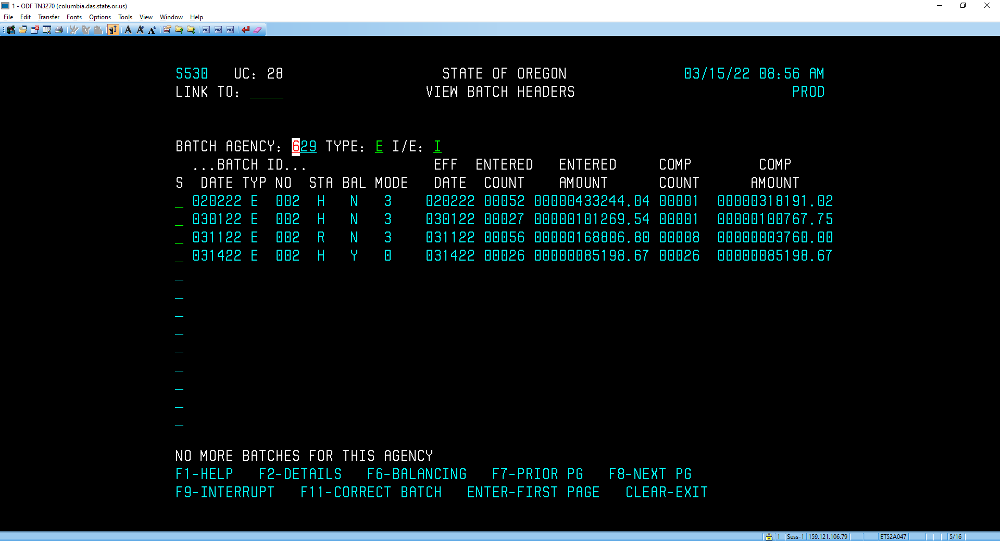 1 - ODF TN3270 (columbia.das.state.or.us)
File Edit Transfer Fonts Options Tools View Window Help
A A A PA1 PA2 PA3
S530 UC: 28 STATE OF OREGON 03/15/22 08:56 AM
LINK TO: ____ VIEW BATCH HEADERS PROD
BATCH AGENCY: 629 TYPE: E I/E: I
...BATCH ID... EFF ENTERED ENTERED COMP COMP
S DATE TYP NO STA BAL MODE DATE COUNT AMOUNT COUNT AMOUNT
_ 020222 E 002 H N 3 020222 00052 00000433244.04 00001 00000318191.02
_ 030122 E 002 H N 3 030122 00027 00000101269.54 00001 00000100767.75
_ 031122 E 002 R N 3 031122 00056 00000168806.80 00008 00000003760.00
_ 031422 E 002 H Y 0 031422 00026 00000085198.67 00026 00000085198.67
_
_
_
_
_
_
_
_
_
NO MORE BATCHES FOR THIS AGENCY
F1-HELP F2-DETAILS F6-BALANCING F7-PRIOR PG F8-NEXT PG
F9-INTERRUPT F11-CORRECT BATCH ENTER-FIRST PAGE CLEAR-EXIT
1 Sess-1 159.121.106.79 ET52A047 5/16